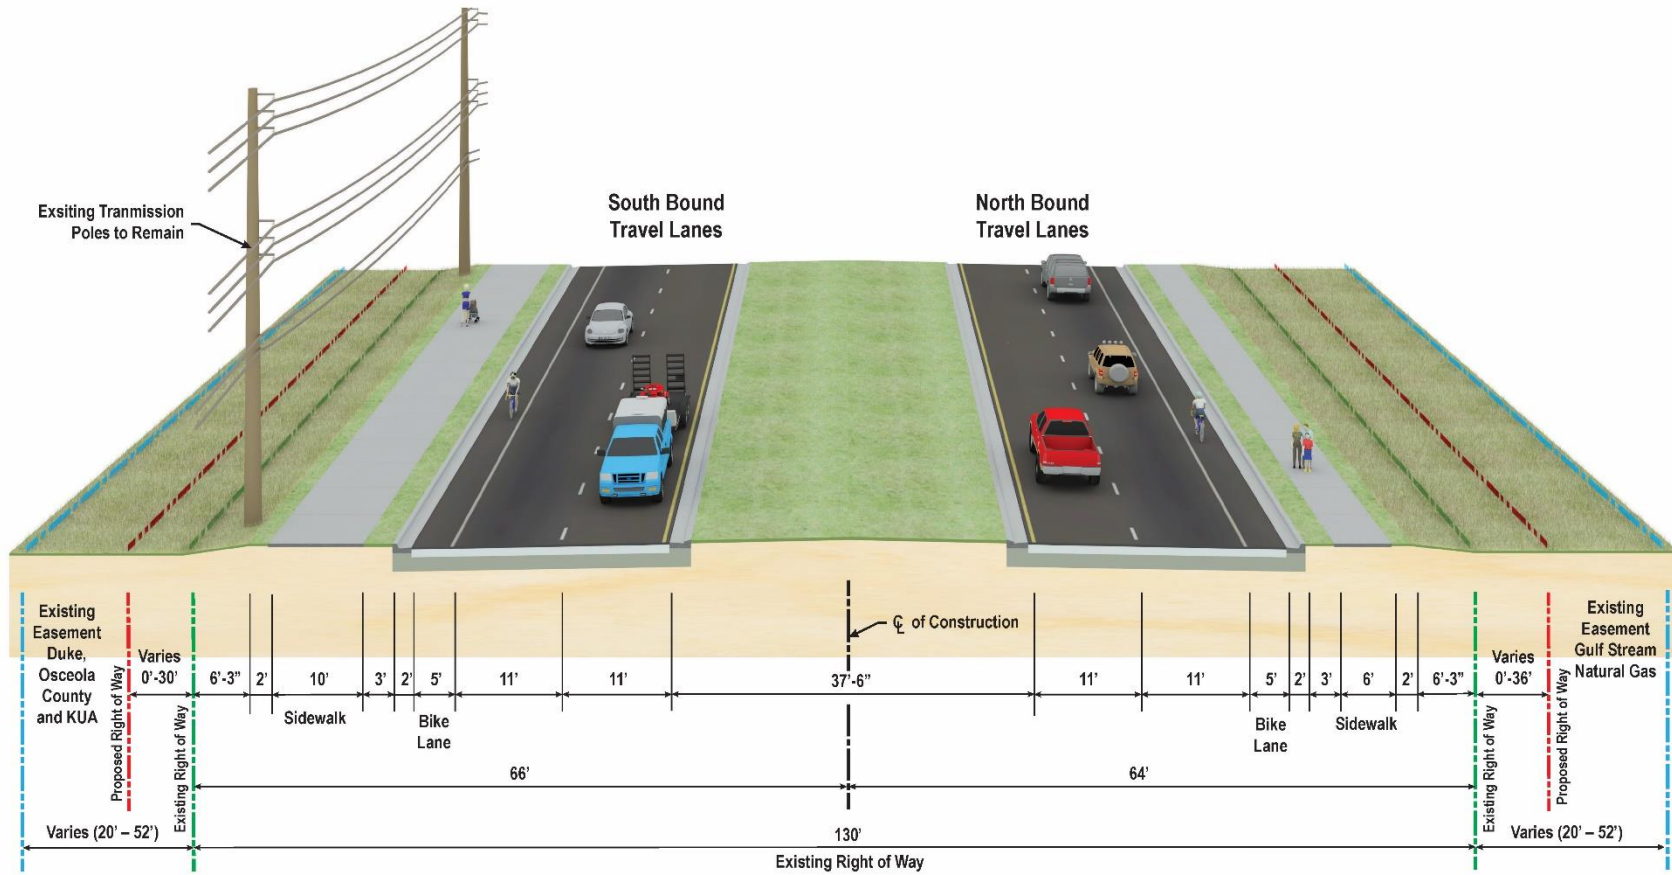 Exsiting Tranmission
Poles to Remain
South Bound
Travel Lanes
North Bound
Travel Lanes
Existing
Easement
Duke,
Osceola
County
and KUA
Proposed Right of Way
Varies
0'-30'
Existing Right of Way
6'-3”
2'
10'
3'
2'
5'
11'
11'
37'-6”
11'
11'
5'
2'
3'
6'
2'
6'-3”
Sidewalk
Bike
Lane
℄ of Construction
Bike
Lane
Sidewalk
Existing Right of Way
Varies
0'-36'
Proposed Right of Way
Existing
Easement
Gulf Stream
Natural Gas
66'
64'
Varies (20' – 52')
130'
Existing Right of Way
Varies (20' – 52')